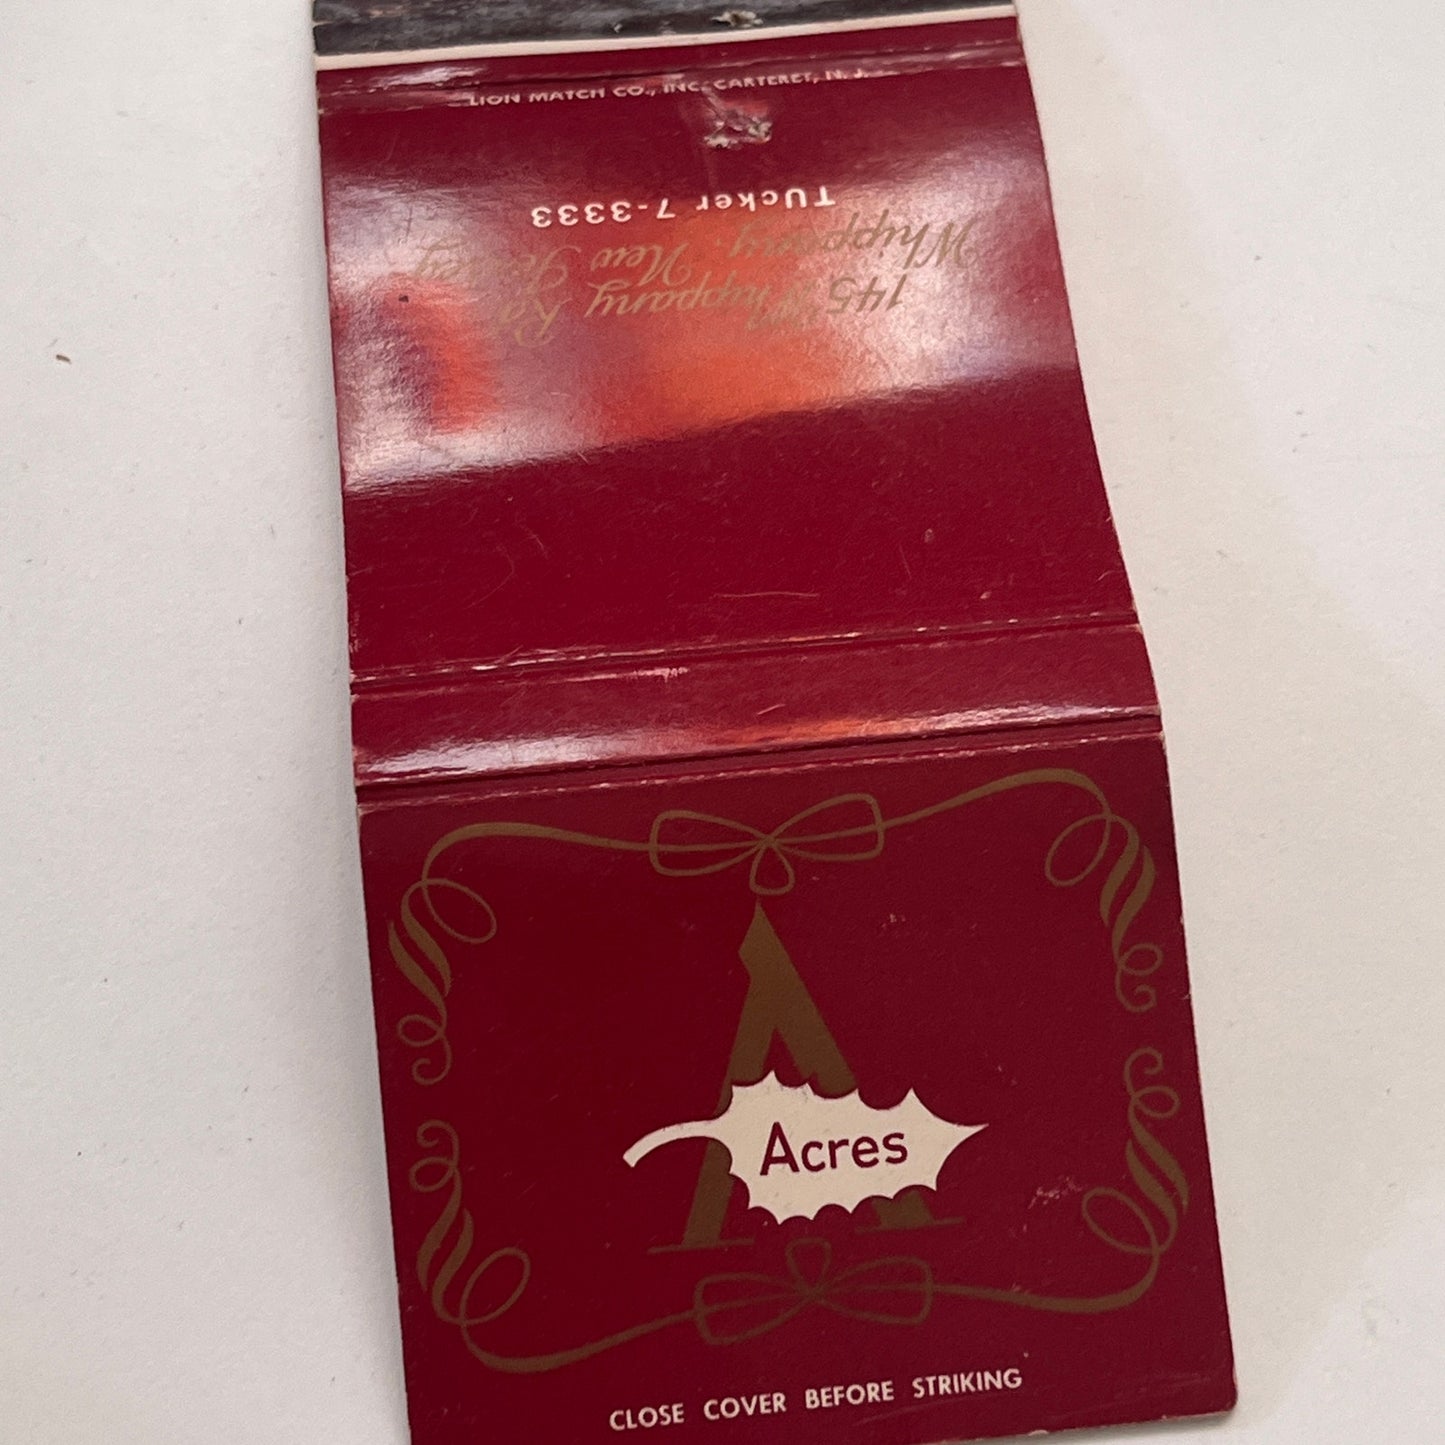 LION MATCH CO., INC. CARTERET, N. J.
145 Whippany Rd.
Whippany, New Jersey
TUcker 7-3333
A
Acres
CLOSE COVER BEFORE STRIKING